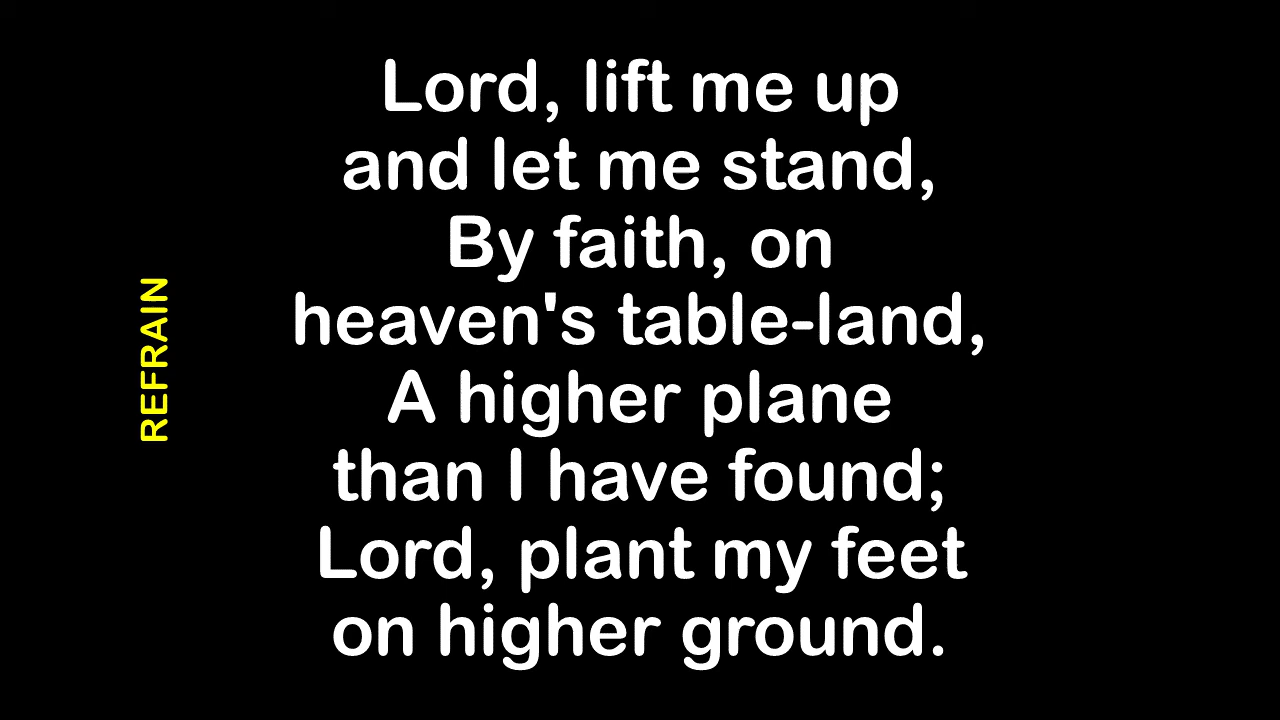 REFRAIN
Lord, lift me up
and let me stand,
By faith, on
heaven's table-land,
A higher plane
than I have found;
Lord, plant my feet
on higher ground.